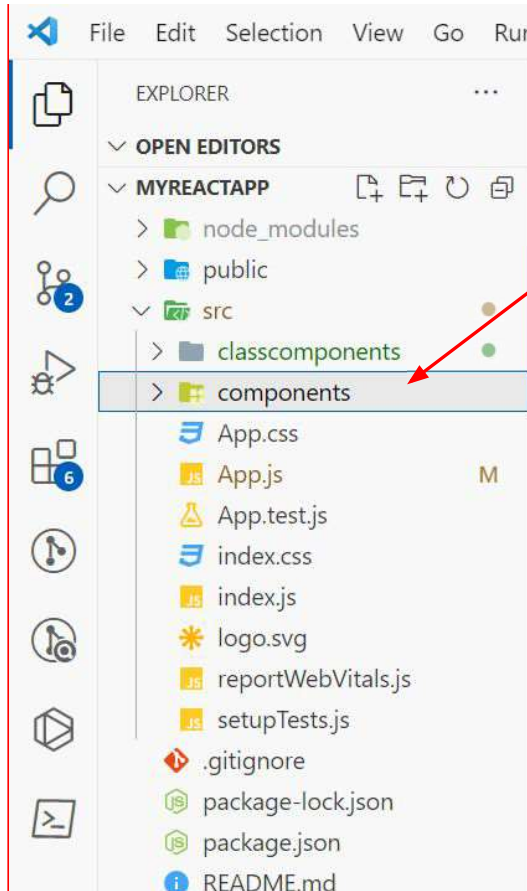 File Edit Selection View Go Run
EXPLORER ...
OPEN EDITORS
MYREACTAPP
node_modules
public
src
2
classcomponents
components
App.css
App.js M
6
App.test.js
index.css
index.js
logo.svg
reportWebVitals.js
setupTests.js
.gitignore
package-lock.json
package.json
README.md